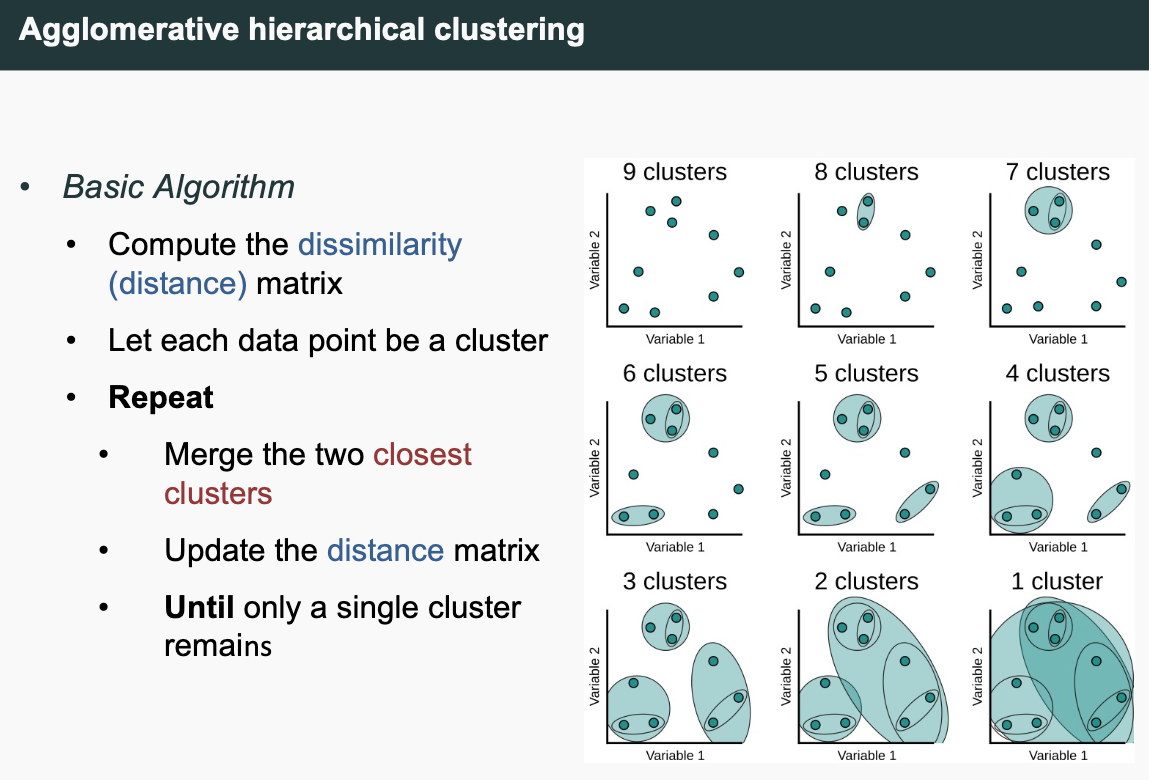 Agglomerative hierarchical clustering
• Basic Algorithm
• Compute the dissimilarity
(distance) matrix
• Let each data point be a cluster
• Repeat
• Merge the two closest
clusters
• Update the distance matrix
• Until only a single cluster
remains
9 clusters
Variable 2
Variable 1
8 clusters
Variable 2
Variable 1
7 clusters
Variable 2
Variable 1
6 clusters
Variable 2
Variable 1
5 clusters
Variable 2
Variable 1
4 clusters
Variable 2
Variable 1
3 clusters
Variable 2
Variable 1
2 clusters
Variable 2
Variable 1
1 cluster
Variable 2
Variable 1